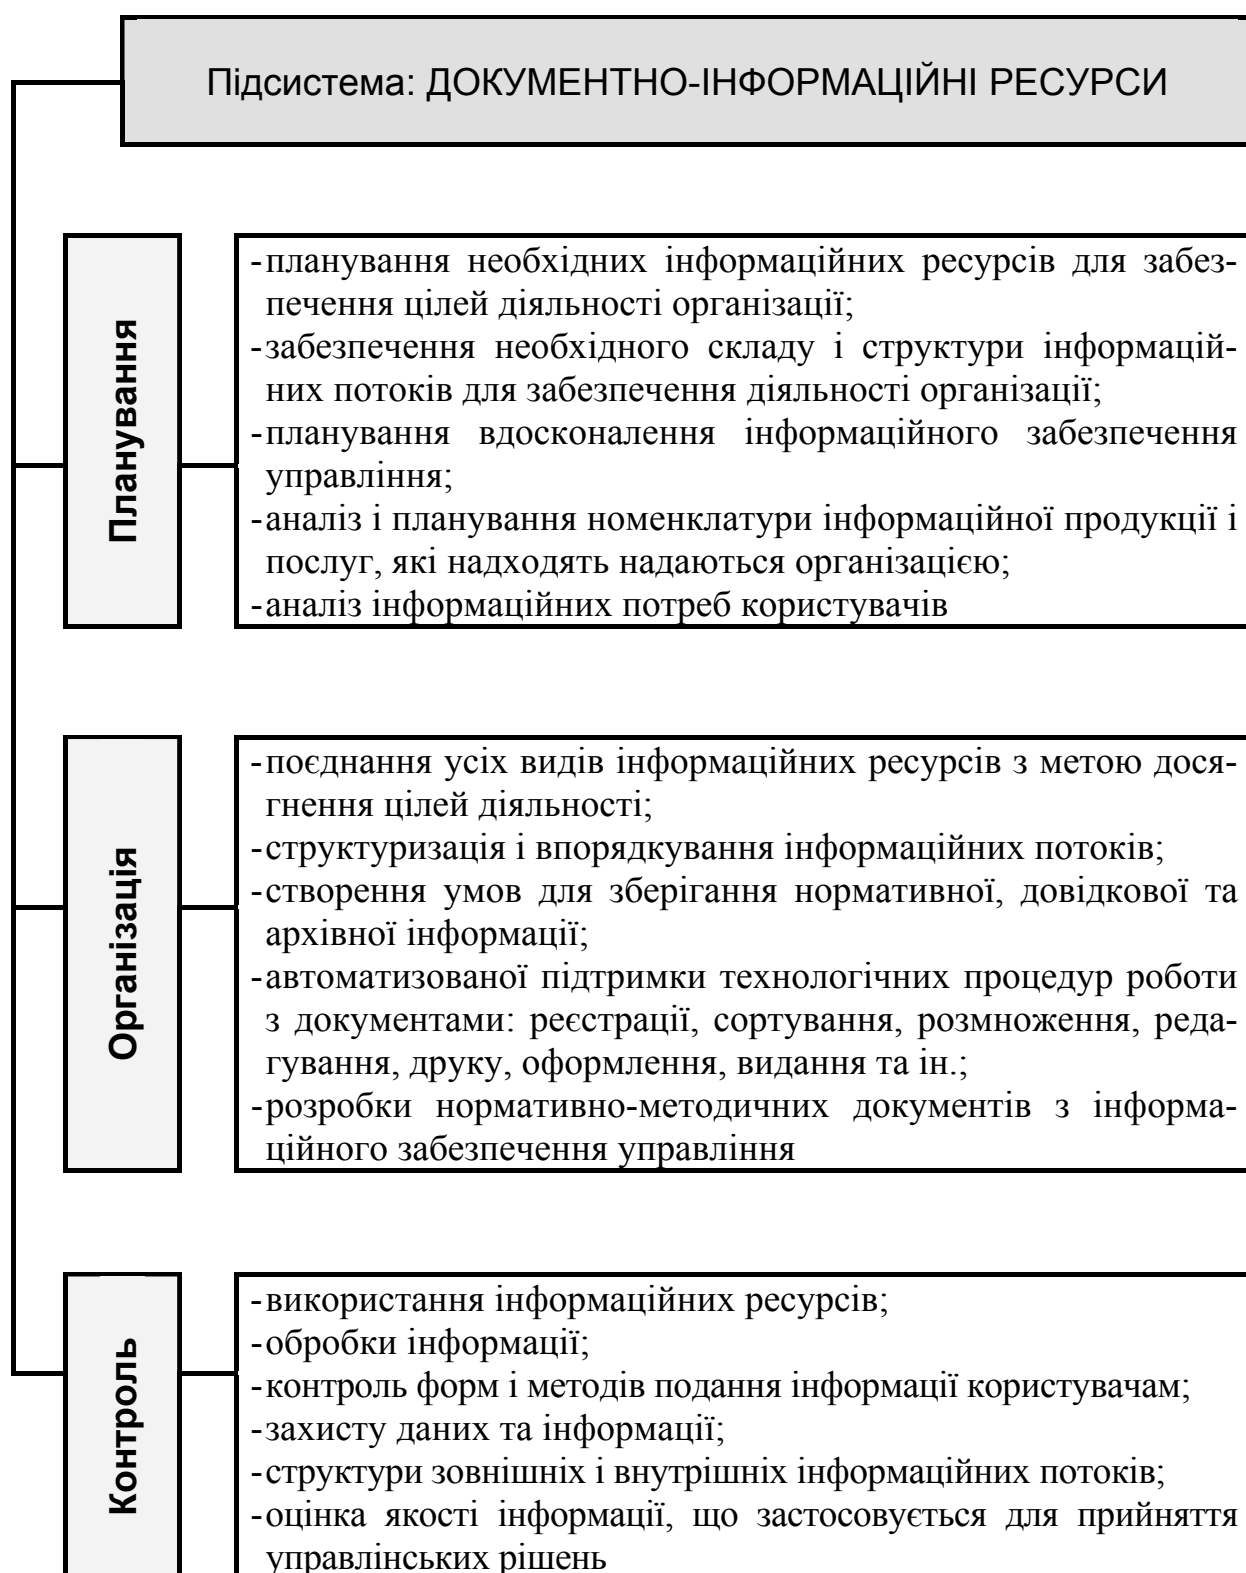 Підсистема: ДОКУМЕНТНО-ІНФОРМАЦІЙНІ РЕСУРСИ
Планування
-планування необхідних інформаційних ресурсів для забез-
печення цілей діяльності організації;
-забезпечення необхідного складу і структури інформацій-
них потоків для забезпечення діяльності організації;
-планування вдосконалення інформаційного забезпечення
управління;
-аналіз і планування номенклатури інформаційної продукції і
послуг, які надходять надаються організацією;
-аналіз інформаційних потреб користувачів
Організація
-поєднання усіх видів інформаційних ресурсів з метою дося-
гнення цілей діяльності;
-структуризація і впорядкування інформаційних потоків;
-створення умов для зберігання нормативної, довідкової та
архівної інформації;
-автоматизованої підтримки технологічних процедур роботи
з документами: реєстрації, сортування, розмноження, реда-
гування, друку, оформлення, видання та ін.;
-розробки нормативно-методичних документів з інформа-
ційного забезпечення управління
Контроль
-використання інформаційних ресурсів;
-обробки інформації;
-контроль форм і методів подання інформації користувачам;
-захисту даних та інформації;
-структури зовнішніх і внутрішніх інформаційних потоків;
-оцінка якості інформації, що застосовується для прийняття
управлінських рішень